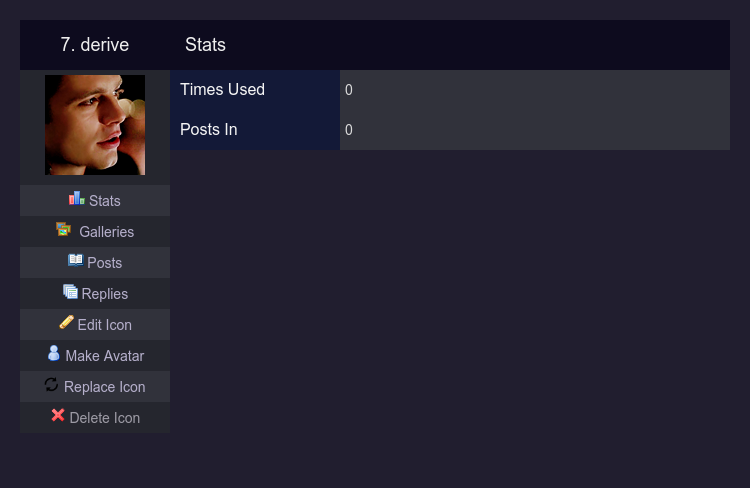 7. derive
Stats
Times Used 0
Posts In 0
Stats
Galleries
Posts
Replies
Edit Icon
Make Avatar
Replace Icon
Delete Icon